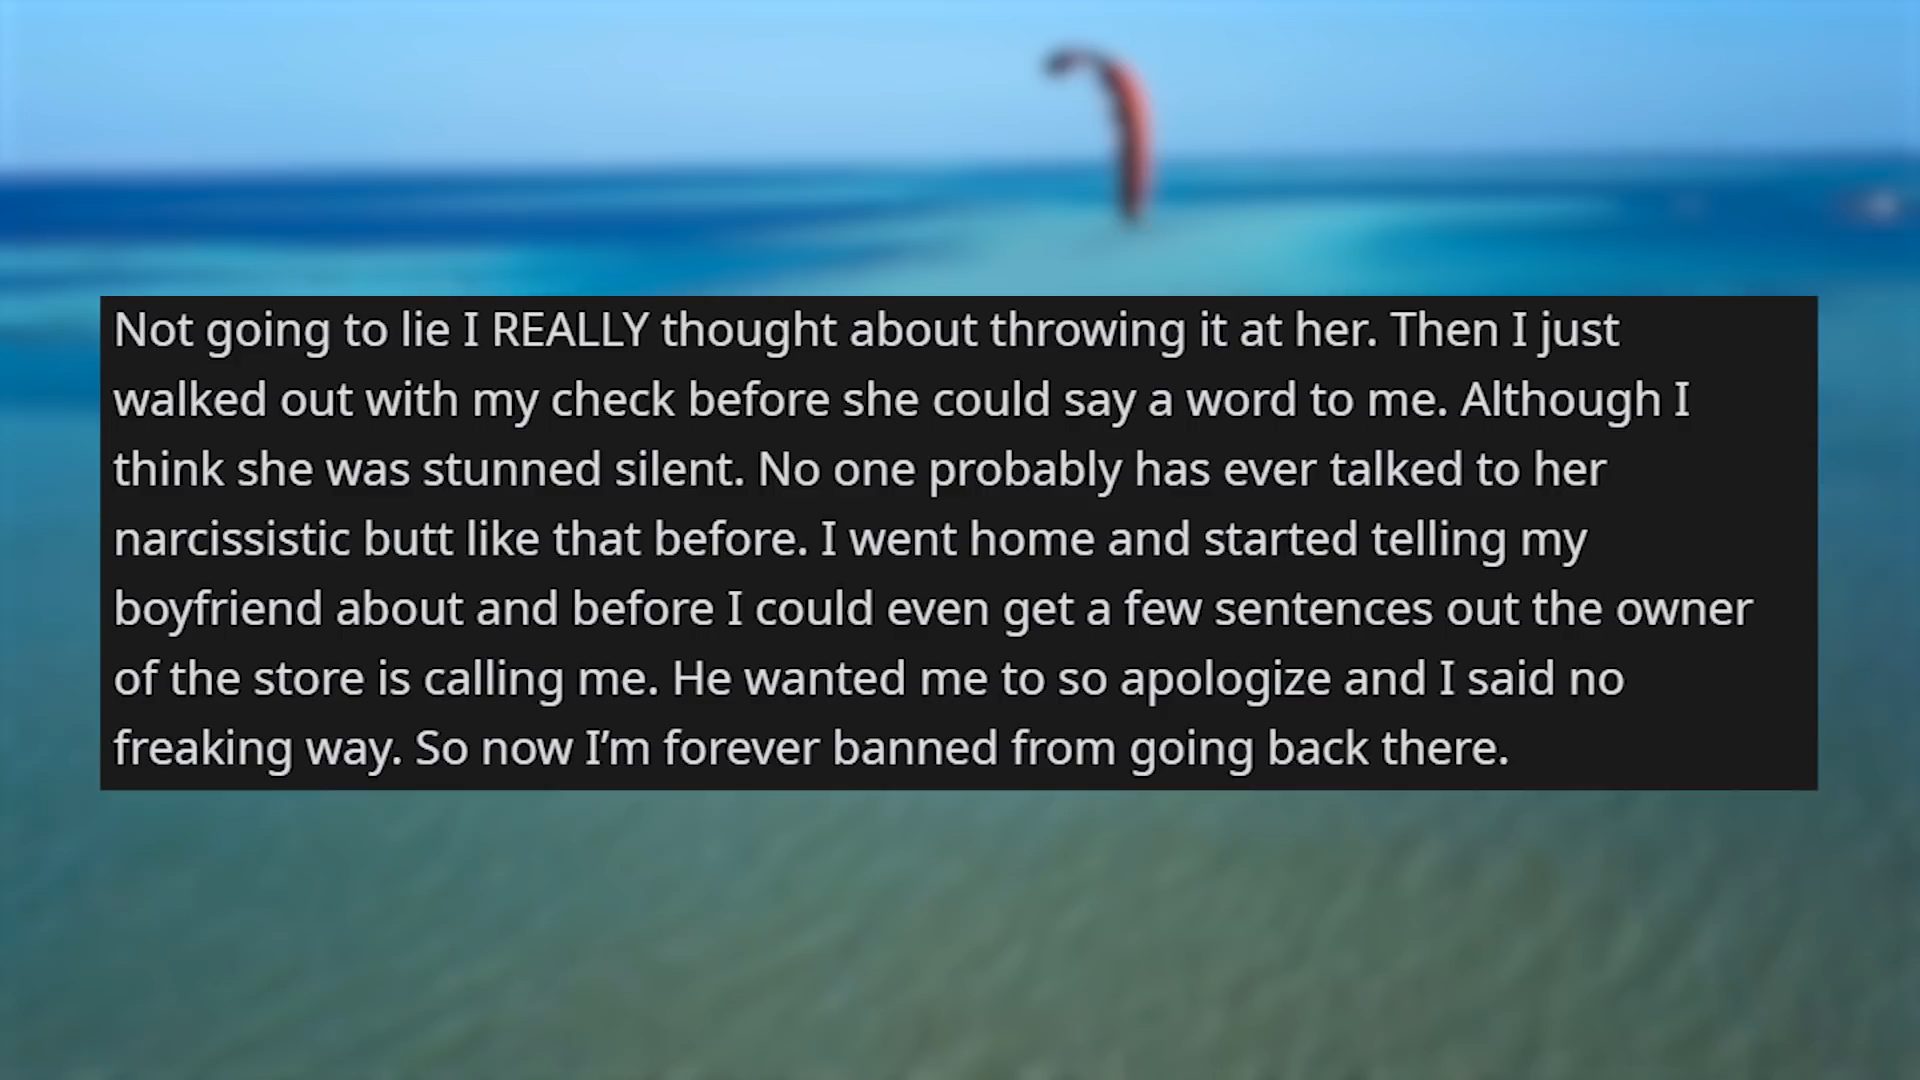 Not going to lie I REALLY thought about throwing it at her. Then I just
walked out with my check before she could say a word to me. Although I
think she was stunned silent. No one probably has ever talked to her
narcissistic butt like that before. I went home and started telling my
boyfriend about and before I could even get a few sentences out the owner
of the store is calling me. He wanted me to so apologize and I said no
freaking way. So now I’m forever banned from going back there.